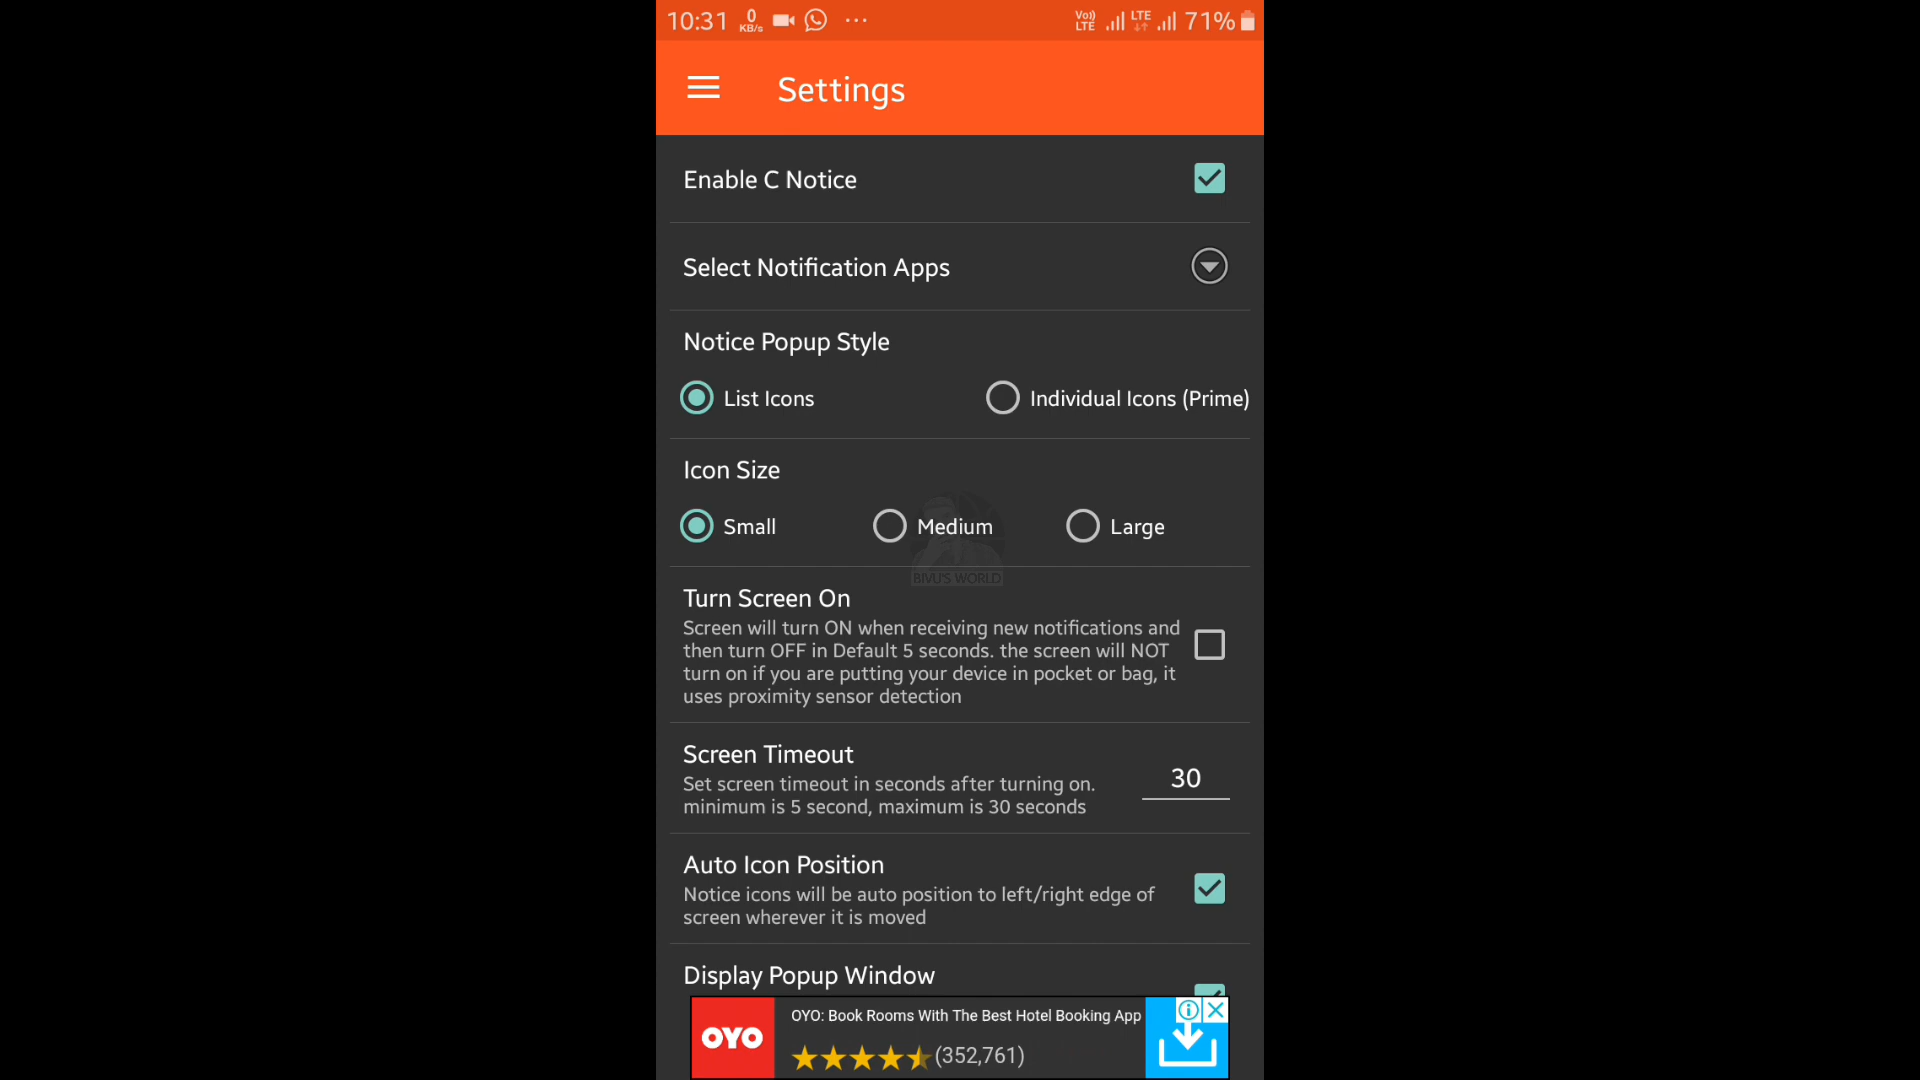 10:31 0 KB/s ... Vo)) LTE LTE 71%
Settings
Enable C Notice
Select Notification Apps
Notice Popup Style
List Icons Individual Icons (Prime)
Icon Size
Small Medium Large
BIVU'S WORLD
Turn Screen On
Screen will turn ON when receiving new notifications and
then turn OFF in Default 5 seconds. the screen will NOT
turn on if you are putting your device in pocket or bag, it
uses proximity sensor detection
Screen Timeout
30
Set screen timeout in seconds after turning on.
minimum is 5 second, maximum is 30 seconds
Auto Icon Position
Notice icons will be auto position to left/right edge of
screen wherever it is moved
Display Popup Window
OYO
OYO: Book Rooms With The Best Hotel Booking App
(352,761)